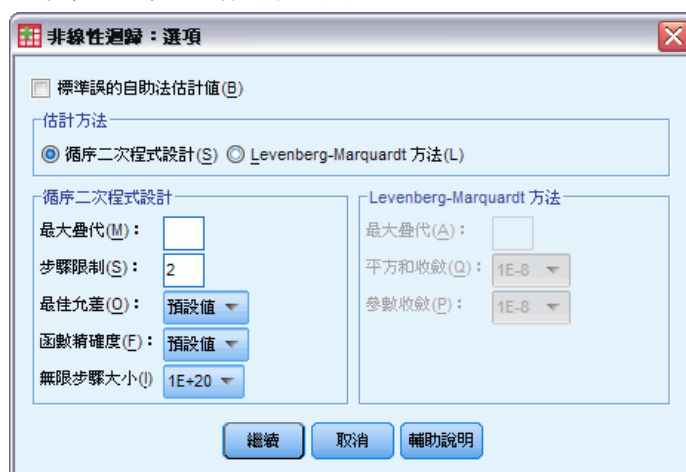 非線性迴歸：選項
標準誤的自助法估計值(B)
估計方法
循序二次程式設計(S) Levenberg-Marquardt 方法(L)
循序二次程式設計
最大疊代(M)：
步驟限制(S)： 2
最佳允差(O)： 預設值
函數精確度(F)： 預設值
無限步驟大小(I) 1E+20
Levenberg-Marquardt 方法
最大疊代(A)：
平方和收斂(Q)： 1E-8
參數收斂(P)： 1E-8
繼續 取消 輔助說明